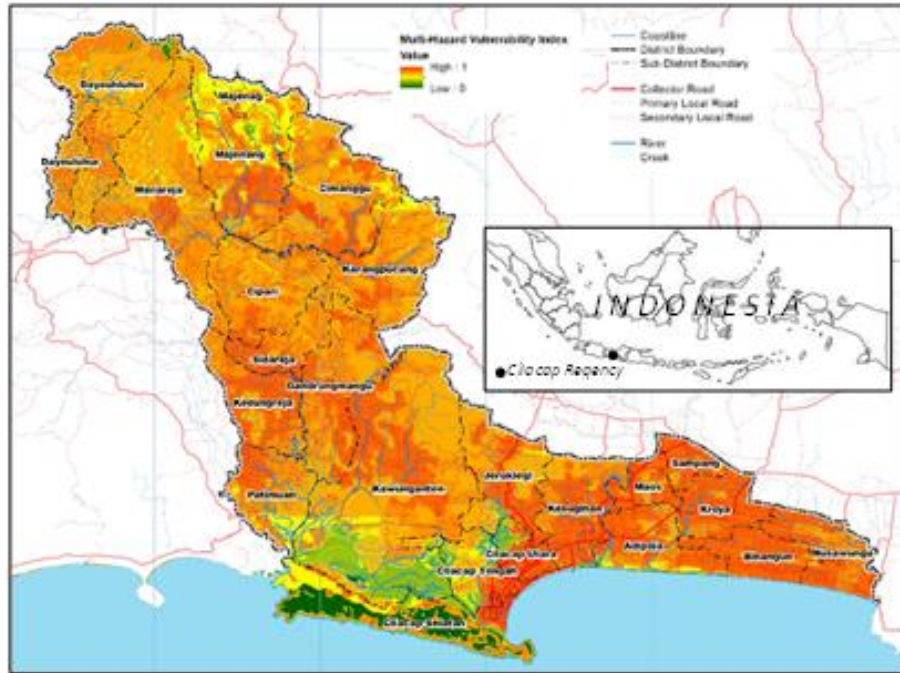 Multi-Hazard Vulnerability Index
Value
High : 1
Low : 0
Coastline
District Boundary
Sub-District Boundary
Collector Road
Primary Local Road
Secondary Local Road
River
Creek
Dayeuhluhur
Majenag
Majenang
Dayeuluhur
Wanareja
Cimanggu
Karangpucung
Cipari
INDONESIA
Cilacap Regency
Sidareja
Gandrungmangu
Kedungreja
Sampang
Jeruklegi
Maos
Patimuan
Kawunganten
Kesugihan
Kroya
Cilacap Utara
Adipala
Binangun
Nusawungu
Cilacap Tengah
Cilacap Selatan